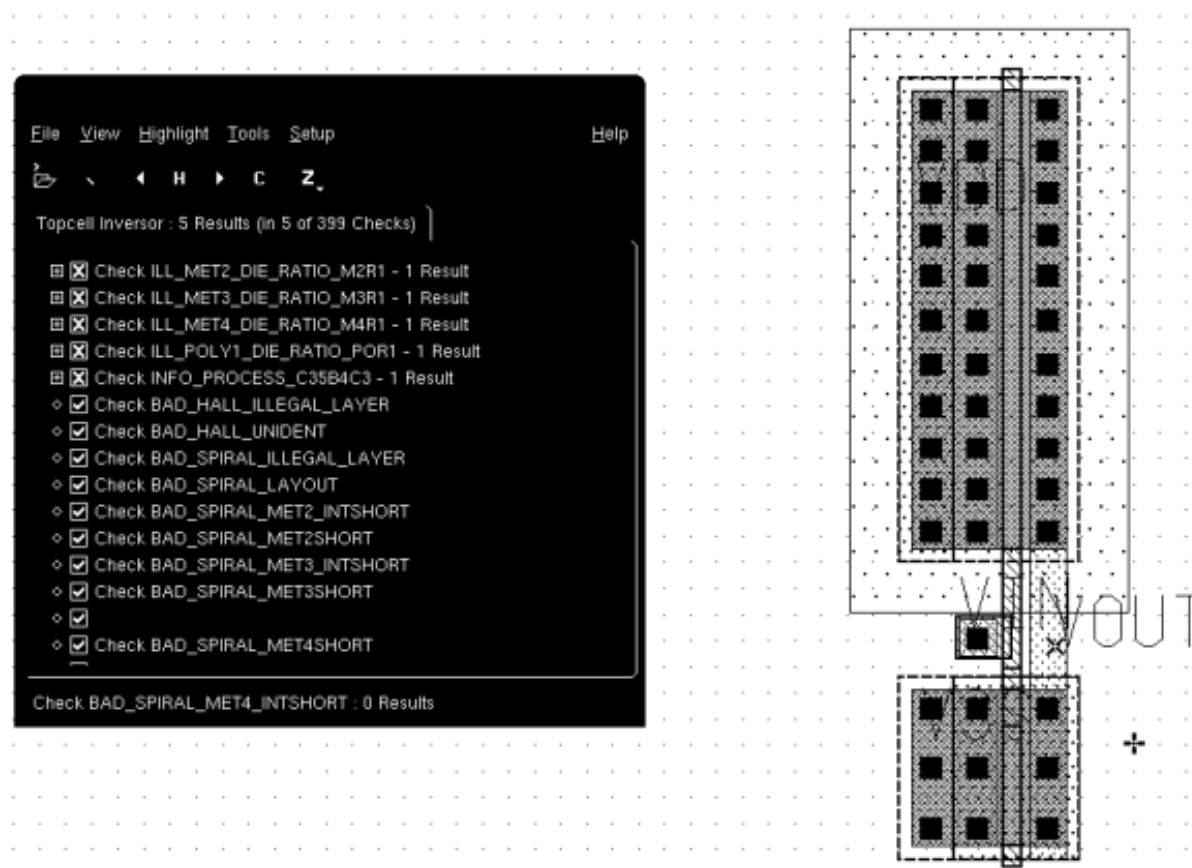 File View Highlight Tools Setup Help
H C Z
Topcell Inversor : 5 Results (in 5 of 399 Checks)
Check ILL_MET2_DIE_RATIO_M2R1 - 1 Result
Check ILL_MET3_DIE_RATIO_M3R1 - 1 Result
Check ILL_MET4_DIE_RATIO_M4R1 - 1 Result
Check ILL_POLY1_DIE_RATIO_POR1 - 1 Result
Check INFO_PROCESS_C35B4C3 - 1 Result
Check BAD_HALL_ILLEGAL_LAYER
Check BAD_HALL_UNIDENT
Check BAD_SPIRAL_ILLEGAL_LAYER
Check BAD_SPIRAL_LAYOUT
Check BAD_SPIRAL_MET2_INTSHORT
Check BAD_SPIRAL_MET2SHORT
Check BAD_SPIRAL_MET3_INTSHORT
Check BAD_SPIRAL_MET3SHORT
Check BAD_SPIRAL_MET4SHORT
Check BAD_SPIRAL_MET4_INTSHORT : 0 Results
VOUT